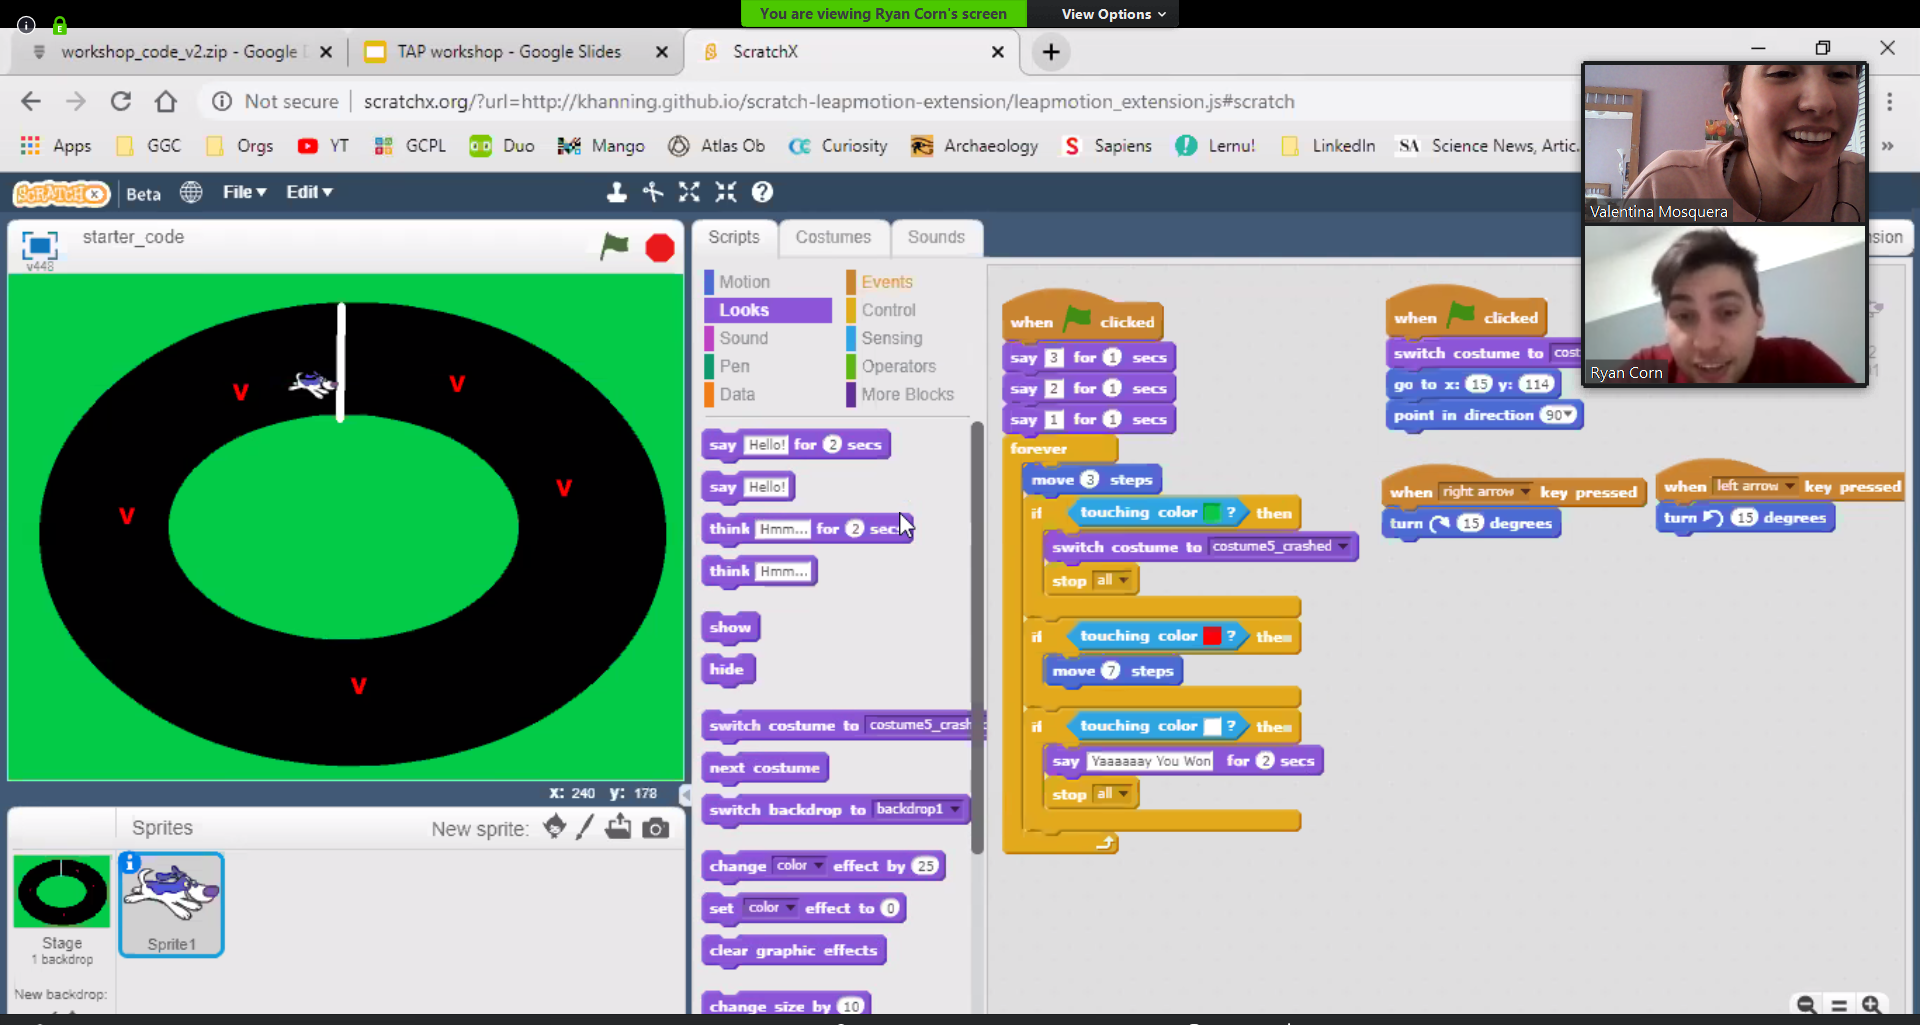 You are viewing Ryan Corn's screen
View Options
workshop_code_v2.zip - Google
TAP workshop - Google Slides
ScratchX
Not secure
scratchx.org/?url=http://khanning.github.io/scratch-leapmotion-extension/leapmotion_extension.js#scratch
Apps GGC Orgs YT GCPL Duo Mango Atlas Ob Curiosity Archaeology Sapiens Lernu! LinkedIn SA Science News, Artic.
Valentina Mosquera
Ryan Corn
SCRATCH X Beta File Edit
starter_code
v448
v
v
v
v
v
x: 240 y: 178
Sprites New sprite:
Stage
1 backdrop
New backdrop:
Sprite1
Scripts Costumes Sounds
Motion Events
Looks Control
Sound Sensing
Pen Operators
Data More Blocks
say Hello! for 2 secs
say Hello!
think Hmm... for 2 secs
think Hmm...
show
hide
switch costume to costume5_crash
next costume
switch backdrop to backdrop1
change color effect by 25
set color effect to 0
clear graphic effects
change size by 10
when clicked
say 3 for 1 secs
say 2 for 1 secs
say 1 for 1 secs
forever
move 3 steps
if touching color ? then
switch costume to costume5_crashed
stop all
if touching color ? then
move 7 steps
if touching color ? then
say Yaaaaaay You Won for 2 secs
stop all
when clicked
switch costume to cost
go to x: 15 y: 114
point in direction 90
when right arrow key pressed
turn 15 degrees
when left arrow key pressed
turn 15 degrees